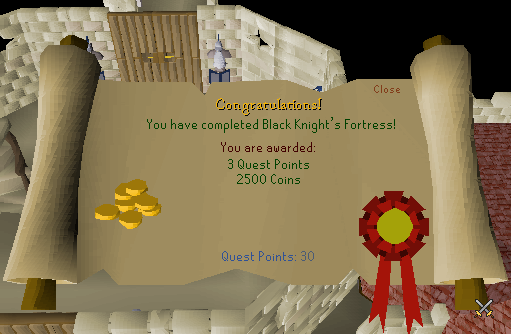 Close
Congratulations!
You have completed Black Knight's Fortress!
You are awarded:
3 Quest Points
2500 Coins
Quest Points: 30